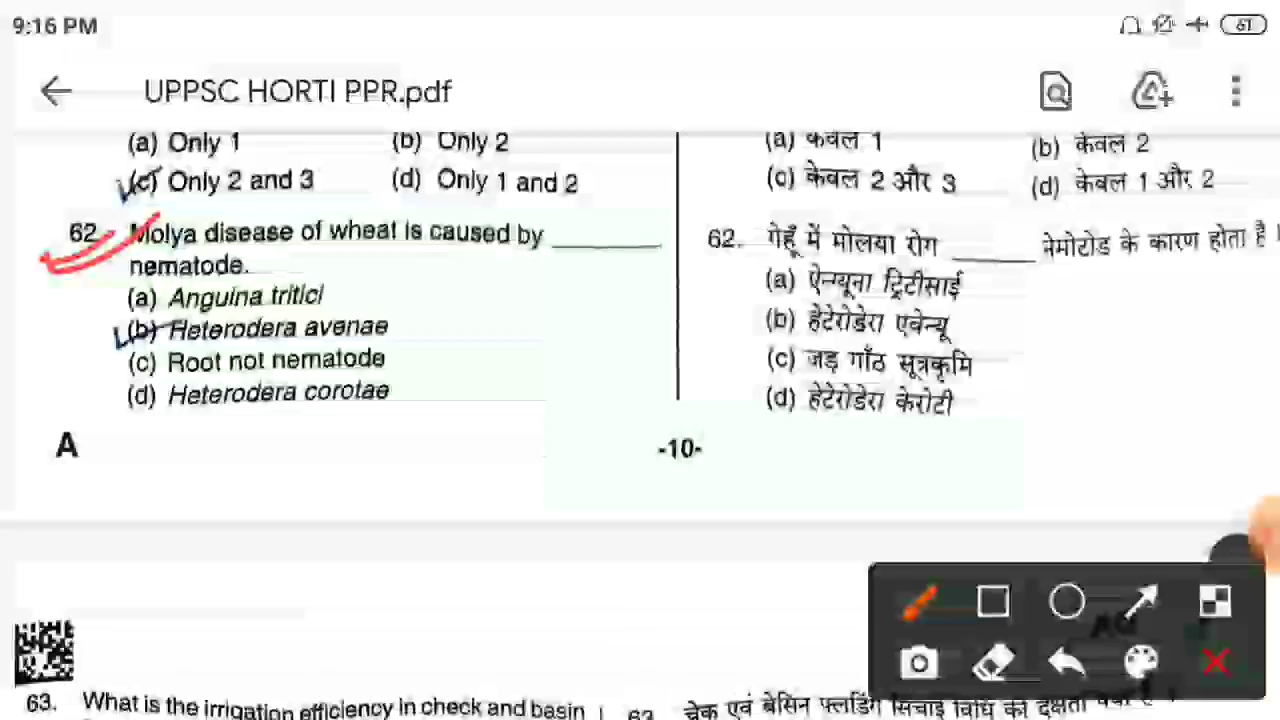 9:16 PM
61
UPPSC HORTI PPR.pdf
(a) Only 1 (b) Only 2
(c) Only 2 and 3 (d) Only 1 and 2
62. Molya disease of wheat is caused by ________
nematode.
(a) Anguina tritici
(b) Heterodera avenae
(c) Root not nematode
(d) Heterodera corotae
(a) केवल 1 (b) केवल 2
(c) केवल 2 और 3 (d) केवल 1 और 2
62. गेहूँ में मोलया रोग ______ नेमोटोड के कारण होता है ।
(a) ऐन्ग्यूना ट्रिटीसाई
(b) हेटेरोडेरा एवेन्यू
(c) जड़ गाँठ सूत्रकृमि
(d) हेटेरोडेरा केरोटी
A -10-
AG
63. What is the irrigation efficiency in check and basin
63. चेक एवं बेसिन फ्लडिंग सिंचाई विधि की दक्षता क्या है ।